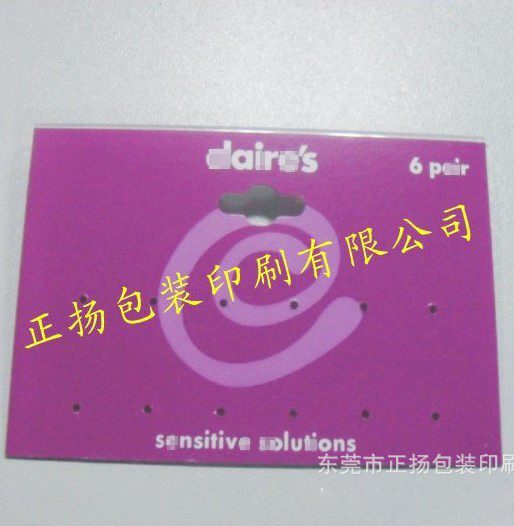 claire's
6 pair
正扬包装印刷有限公司
sensitive solutions
东莞市正扬包装印刷